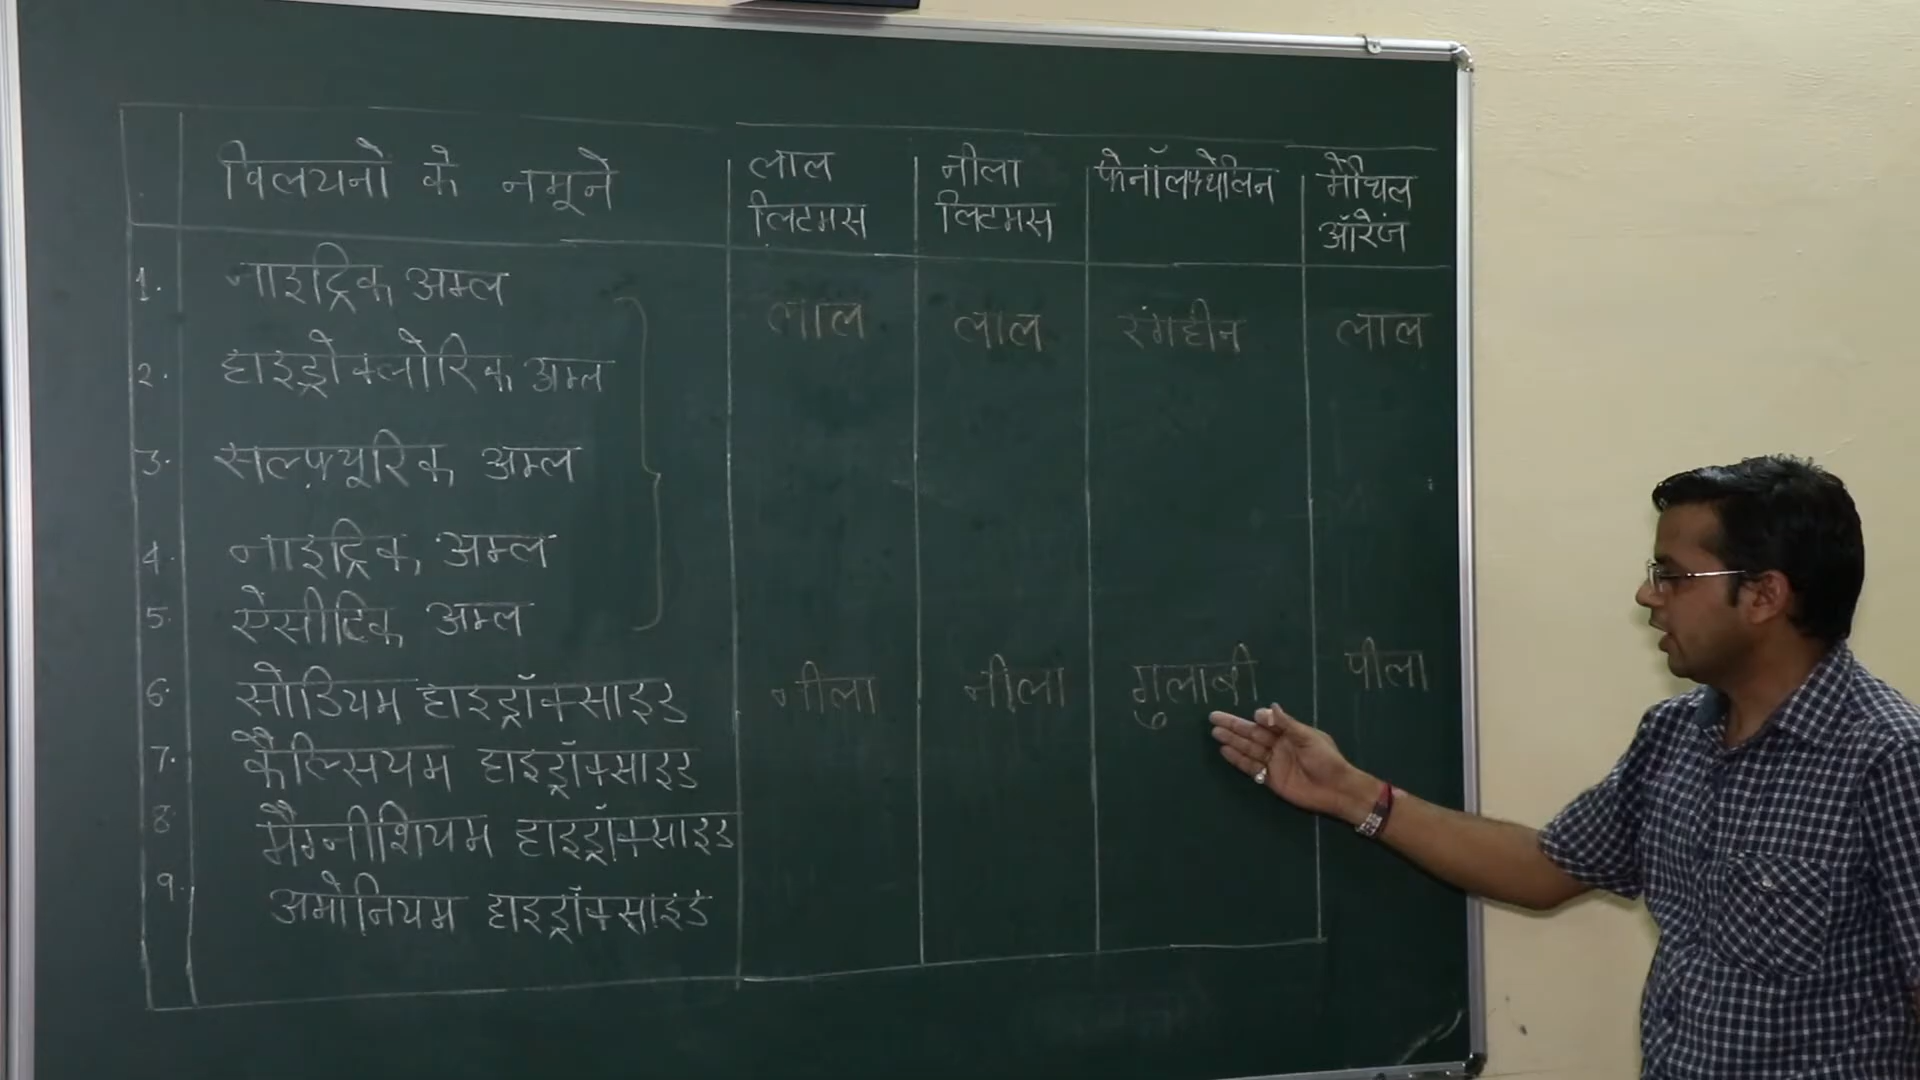 विलयनों के नमूने
लाल
लिटमस
नीला
लिटमस
फेनॉल्फ्थेलिन
मैथिल
ऑरेंज
1. नाइट्रिक अम्ल
लाल लाल रंगहीन लाल
2. हाइड्रोक्लोरिक अम्ल
3. सल्फ़्यूरिक अम्ल
4. नाइट्रिक अम्ल
5. ऐसीटिक अम्ल
6. सोडियम हाइड्रॉक्साइड नीला नीला गुलाबी पीला
7. कैल्सियम हाइड्रॉक्साइड
8. मैग्नीशियम हाइड्रॉक्साइड
9. अमोनियम हाइड्रॉक्साइड